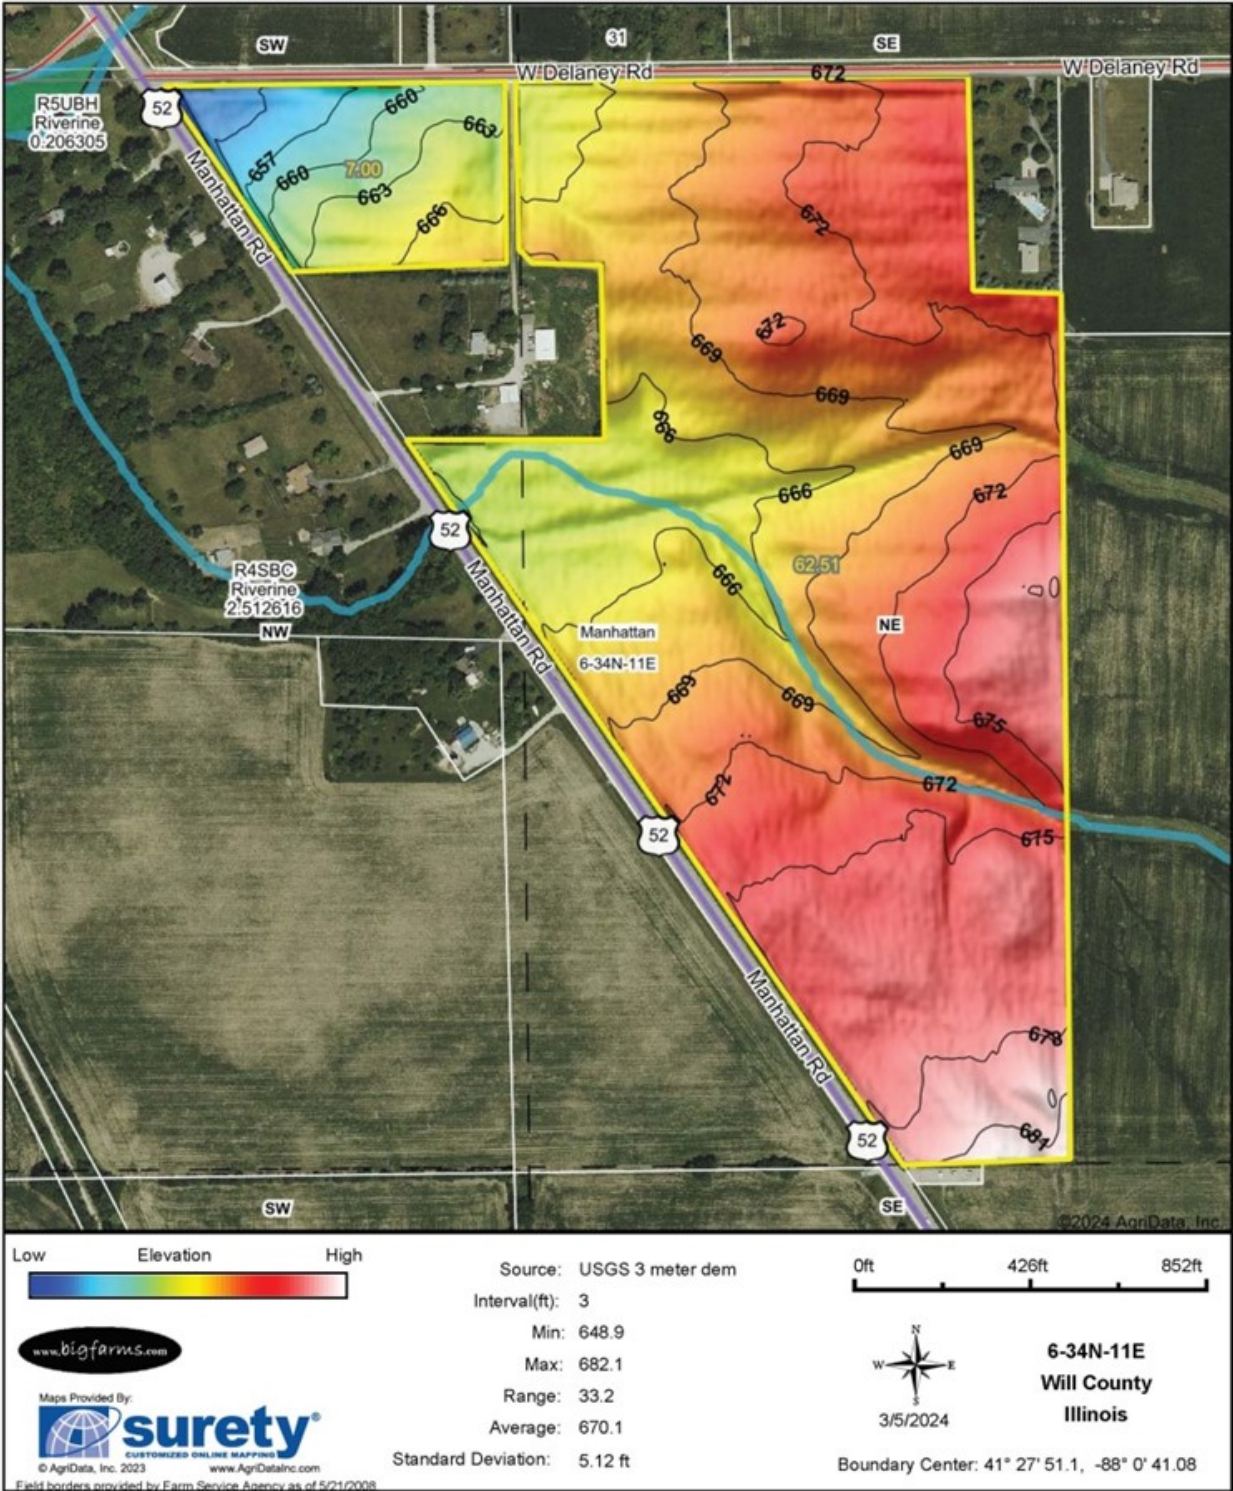 SW
31
SE
W Delaney Rd
672
W Delaney Rd
R5UBH
Riverine
0.206305
52
660
663
657
660
7.00
663
666
672
Manhattan Rd
672
669
669
666
669
666
672
52
62.51
666
R4SBC
Riverine
2.512616
NW
Manhattan
6-34N-11E
NE
Manhattan Rd
669
669
675
672
672
52
675
Manhattan Rd
678
681
52
SW
SE
©2024 AgriData, Inc.
Low Elevation High
www.bigfarms.com
Maps Provided By:
surety®
CUSTOMIZED ONLINE MAPPING
© AgriData, Inc. 2023 www.AgriDataInc.com
Field borders provided by Farm Service Agency as of 5/21/2008.
Source: USGS 3 meter dem
Interval(ft): 3
Min: 648.9
Max: 682.1
Range: 33.2
Average: 670.1
Standard Deviation: 5.12 ft
0ft 426ft 852ft
N
W E
S
3/5/2024
6-34N-11E
Will County
Illinois
Boundary Center: 41° 27' 51.1, -88° 0' 41.08